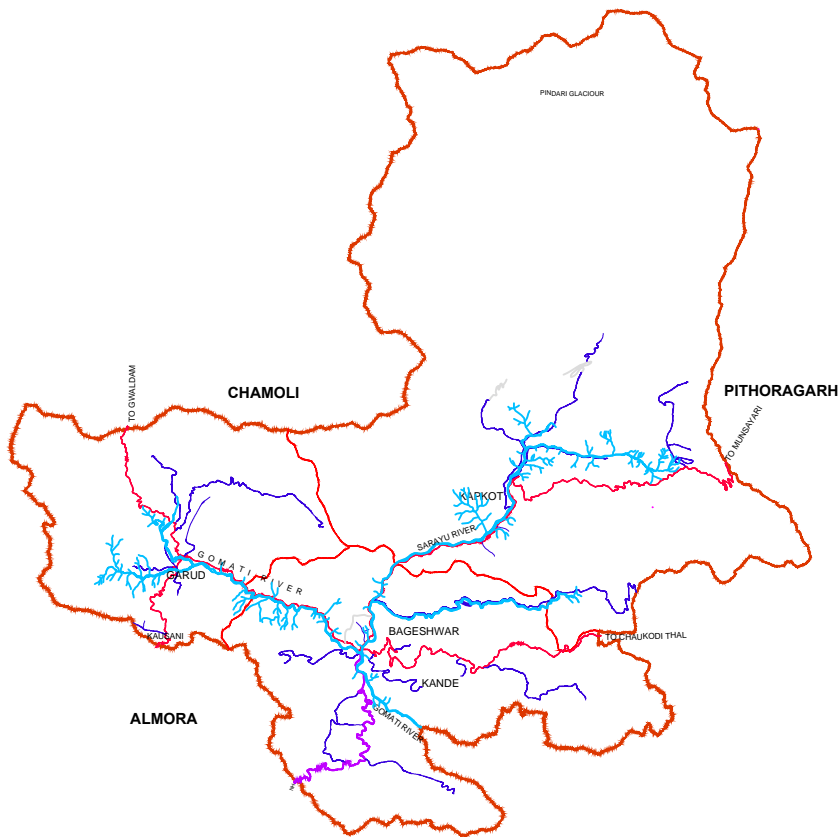 PINDARI GLACIOUR
TO GWALDAM
CHAMOLI
PITHORAGARH
TO MUNSAYARI
KAPKOT
SARAYU RIVER
GOMATI RIVER
GARUD
KAUSANI
BAGESHWAR
TO CHAUKODI THAL
KANDE
ALMORA
GOMATI RIVER